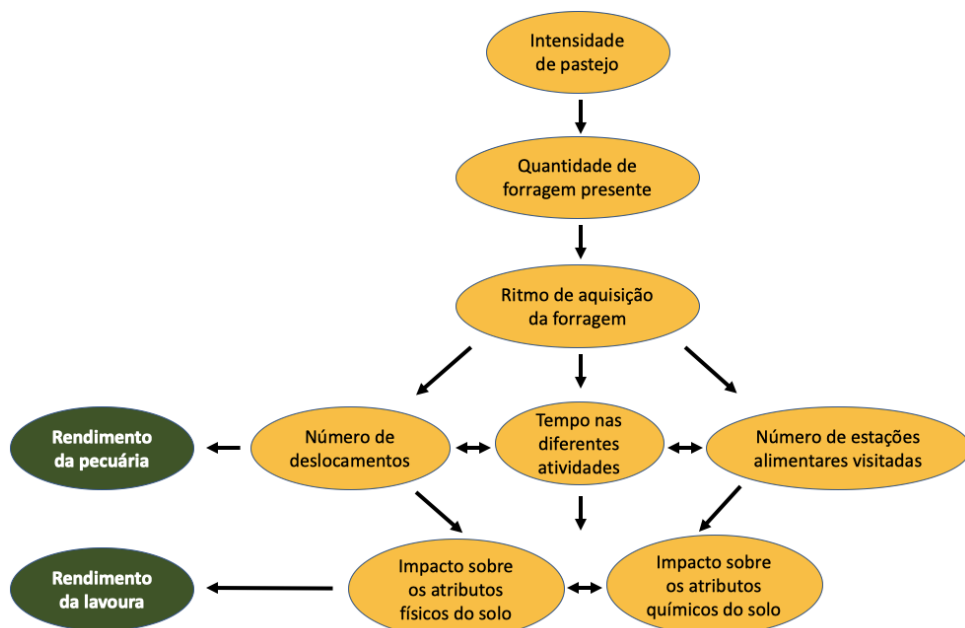 Intensidade
de pastejo
Quantidade de
forragem presente
Ritmo de aquisição
da forragem
Rendimento
da pecuária
Número de
deslocamentos
Tempo nas
diferentes
atividades
Número de estações
alimentares visitadas
Rendimento
da lavoura
Impacto sobre
os atributos
físicos do solo
Impacto sobre
os atributos
químicos do solo